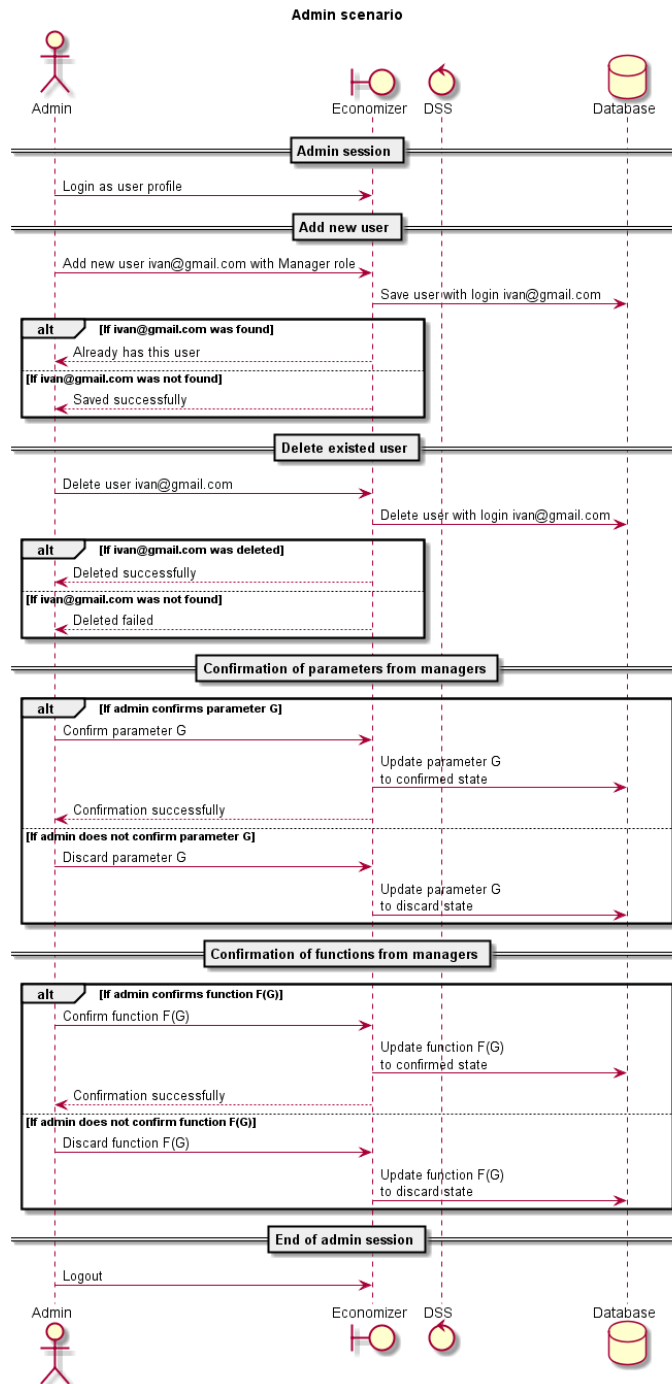 Admin scenario
Admin
Economizer
DSS
Database
Admin session
Login as user profile
Add new user
Add new user ivan@gmail.com with Manager role
Save user with login ivan@gmail.com
alt [If ivan@gmail.com was found]
Already has this user
[If ivan@gmail.com was not found]
Saved successfully
Delete existed user
Delete user ivan@gmail.com
Delete user with login ivan@gmail.com
alt [If ivan@gmail.com was deleted]
Deleted successfully
[If ivan@gmail.com was not found]
Deleted failed
Confirmation of parameters from managers
alt [If admin confirms parameter G]
Confirm parameter G
Update parameter G
to confirmed state
Confirmation successfully
[If admin does not confirm parameter G]
Discard parameter G
Update parameter G
to discard state
Confirmation of functions from managers
alt [If admin confirms function F(G)]
Confirm function F(G)
Update function F(G)
to confirmed state
Confirmation successfully
[If admin does not confirm function F(G)]
Discard function F(G)
Update function F(G)
to discard state
End of admin session
Logout
Admin
Economizer
DSS
Database